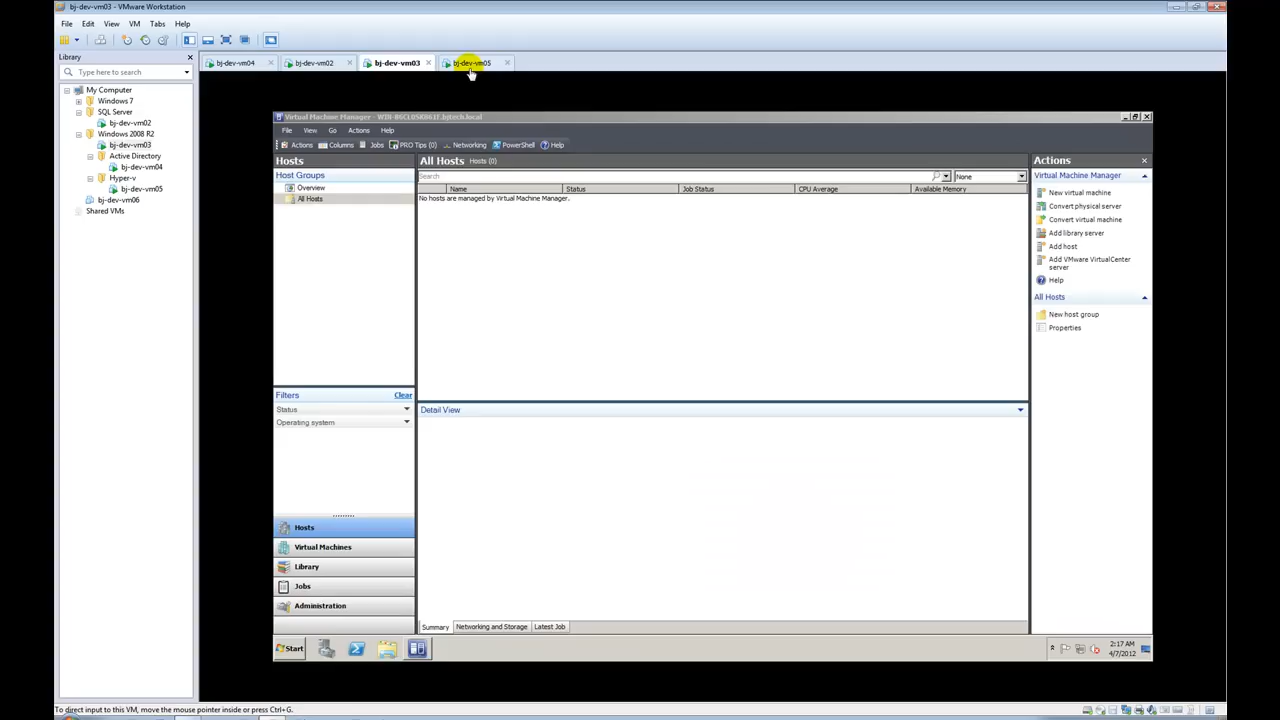 bj-dev-vm03 - VMware Workstation
File Edit View VM Tabs Help
Library
Type here to search
My Computer
Windows 7
SQL Server
bj-dev-vm02
Windows 2008 R2
bj-dev-vm03
Active Directory
bj-dev-vm04
Hyper-v
bj-dev-vm05
bj-dev-vm06
Shared VMs
bj-dev-vm04 bj-dev-vm02 bj-dev-vm03 bj-dev-vm05
Virtual Machine Manager - WIN-86CLO5K061F.bjtech.local
File View Go Actions Help
Actions Columns Jobs PRO Tips (0) Networking PowerShell Help
Hosts
Host Groups
Overview
All Hosts
Filters Clear
Status
Operating system
Hosts
Virtual Machines
Library
Jobs
Administration
All Hosts Hosts (0)
Search None
Name Status Job Status CPU Average Available Memory
No hosts are managed by Virtual Machine Manager.
Detail View
Summary Networking and Storage Latest Job
Actions
Virtual Machine Manager
New virtual machine
Convert physical server
Convert virtual machine
Add library server
Add host
Add VMware VirtualCenter
server
Help
All Hosts
New host group
Properties
Start
2:17 AM
4/7/2012
To direct input to this VM, move the mouse pointer inside or press Ctrl+G.